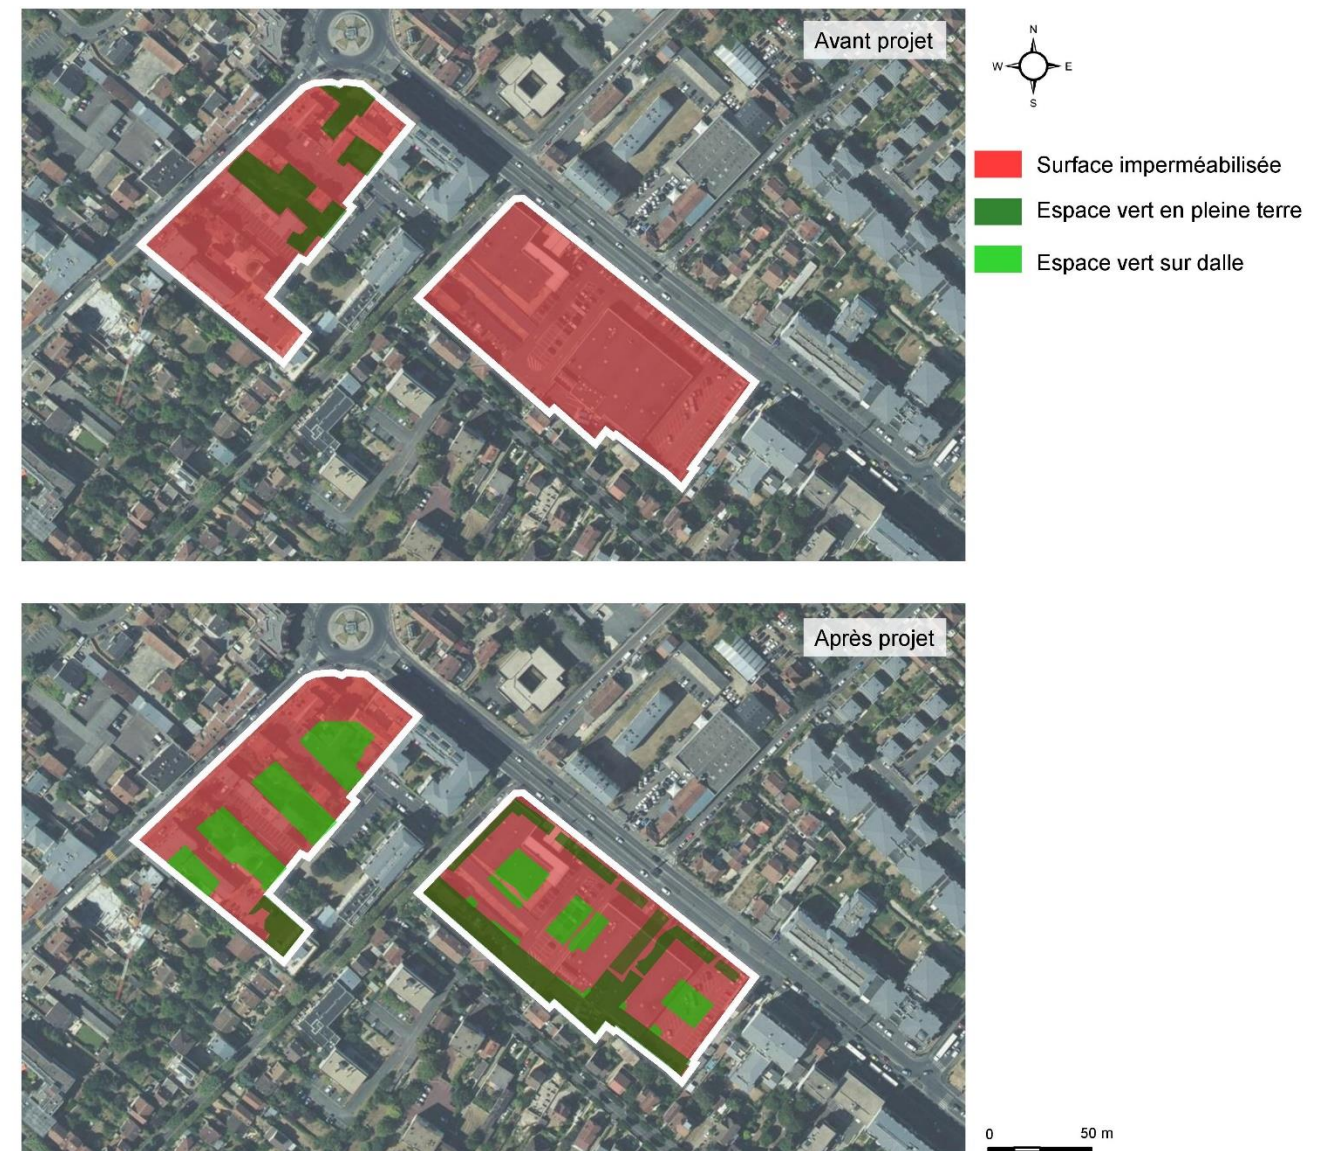 Avant projet
N
W E
S
Surface imperméabilisée
Espace vert en pleine terre
Espace vert sur dalle
Après projet
0 50 m